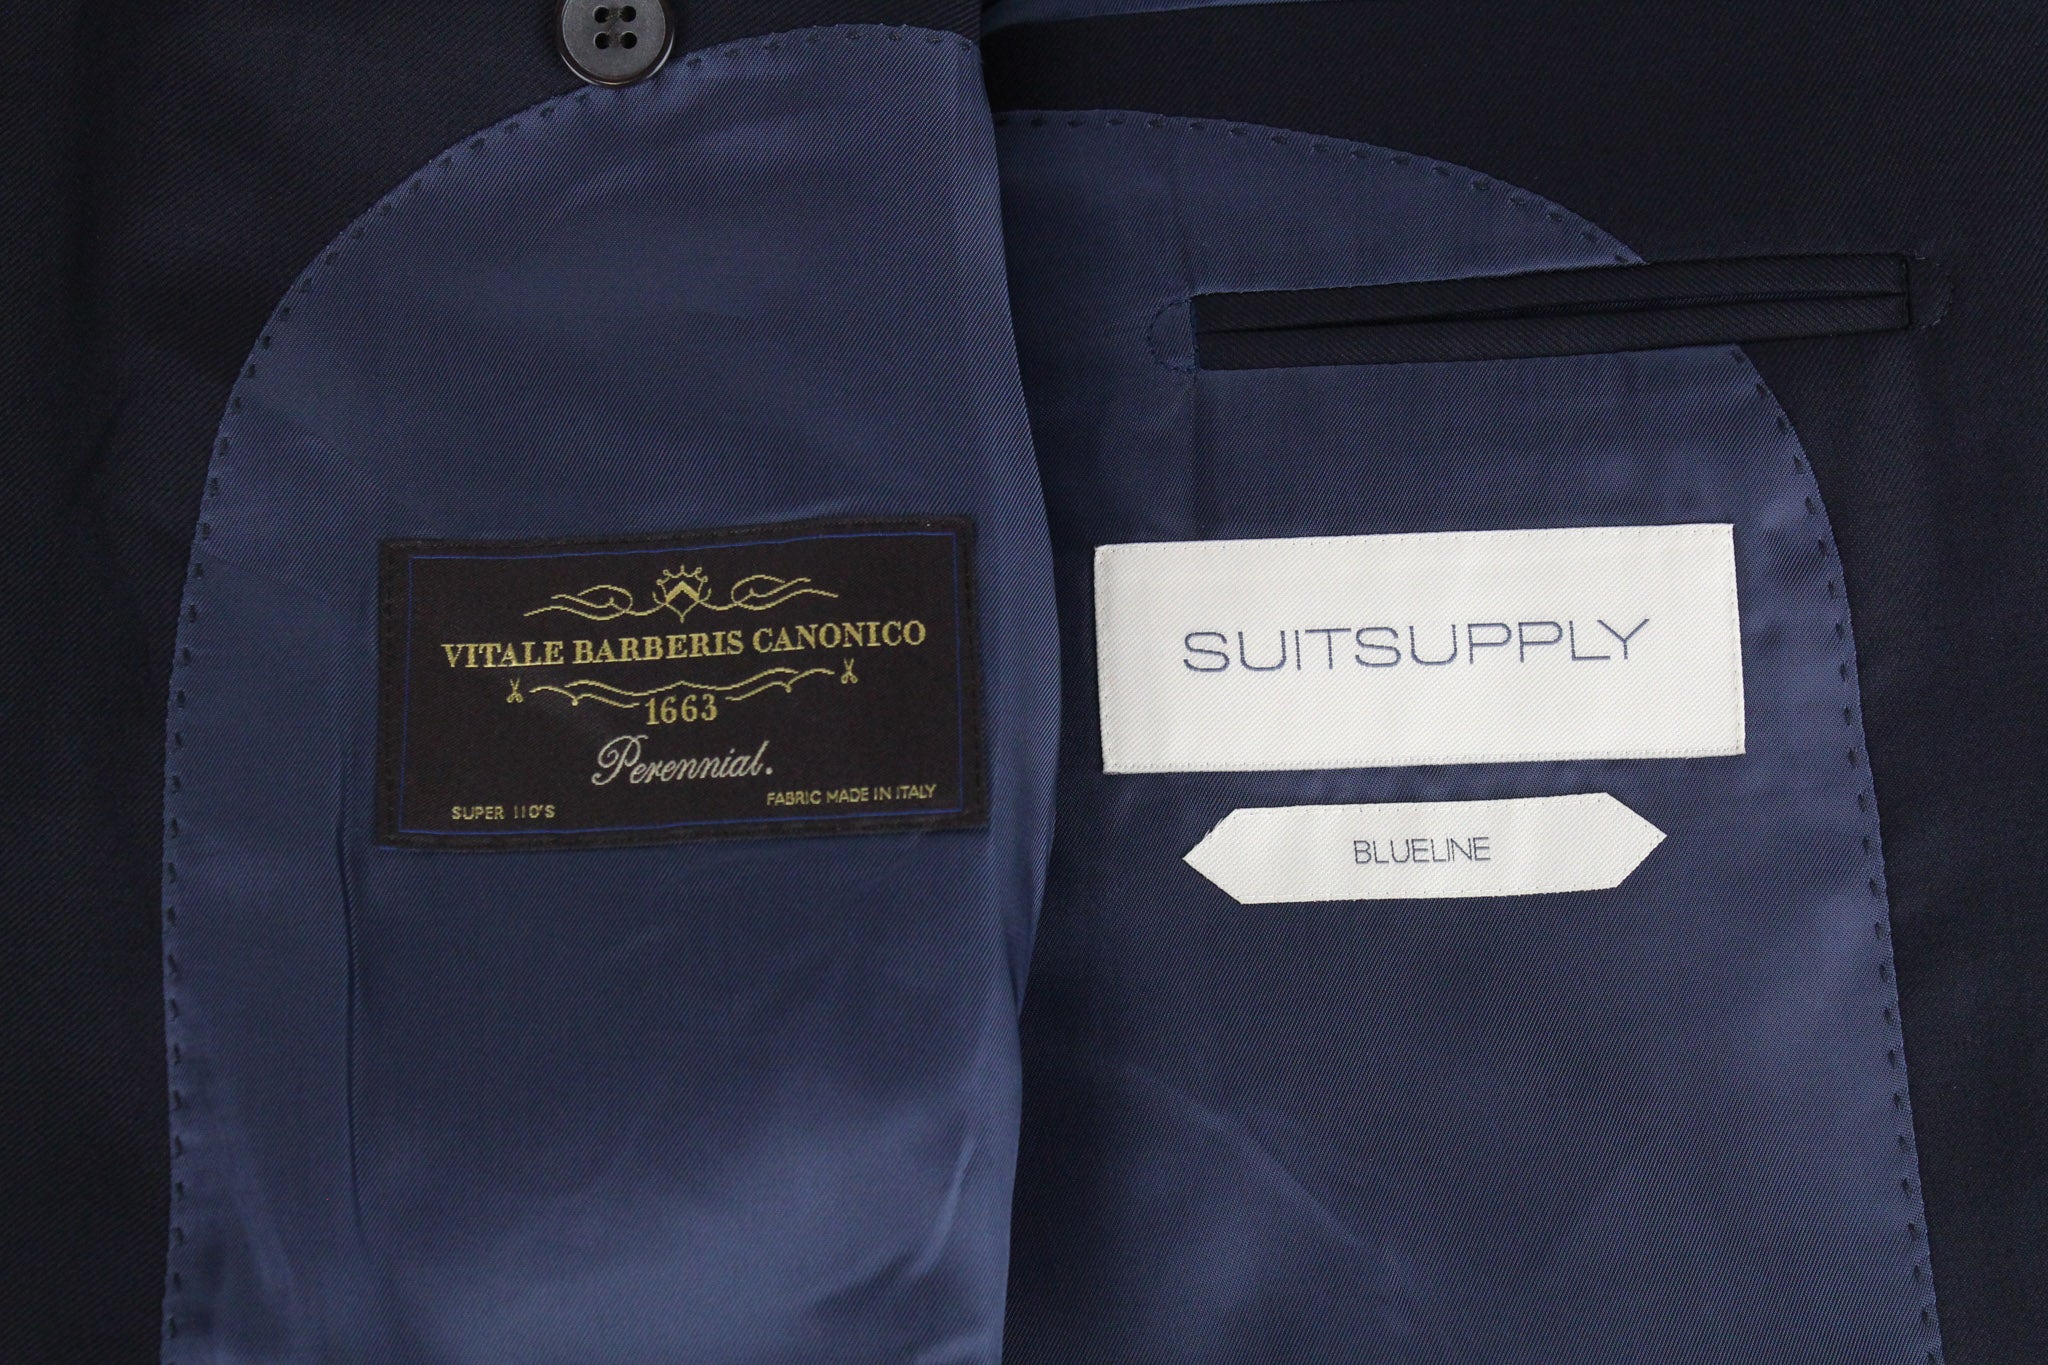 VITALE BARBERIS CANONICO
1663
Perennial.
SUPER 110'S
FABRIC MADE IN ITALY
SUITSUPPLY
BLUELINE